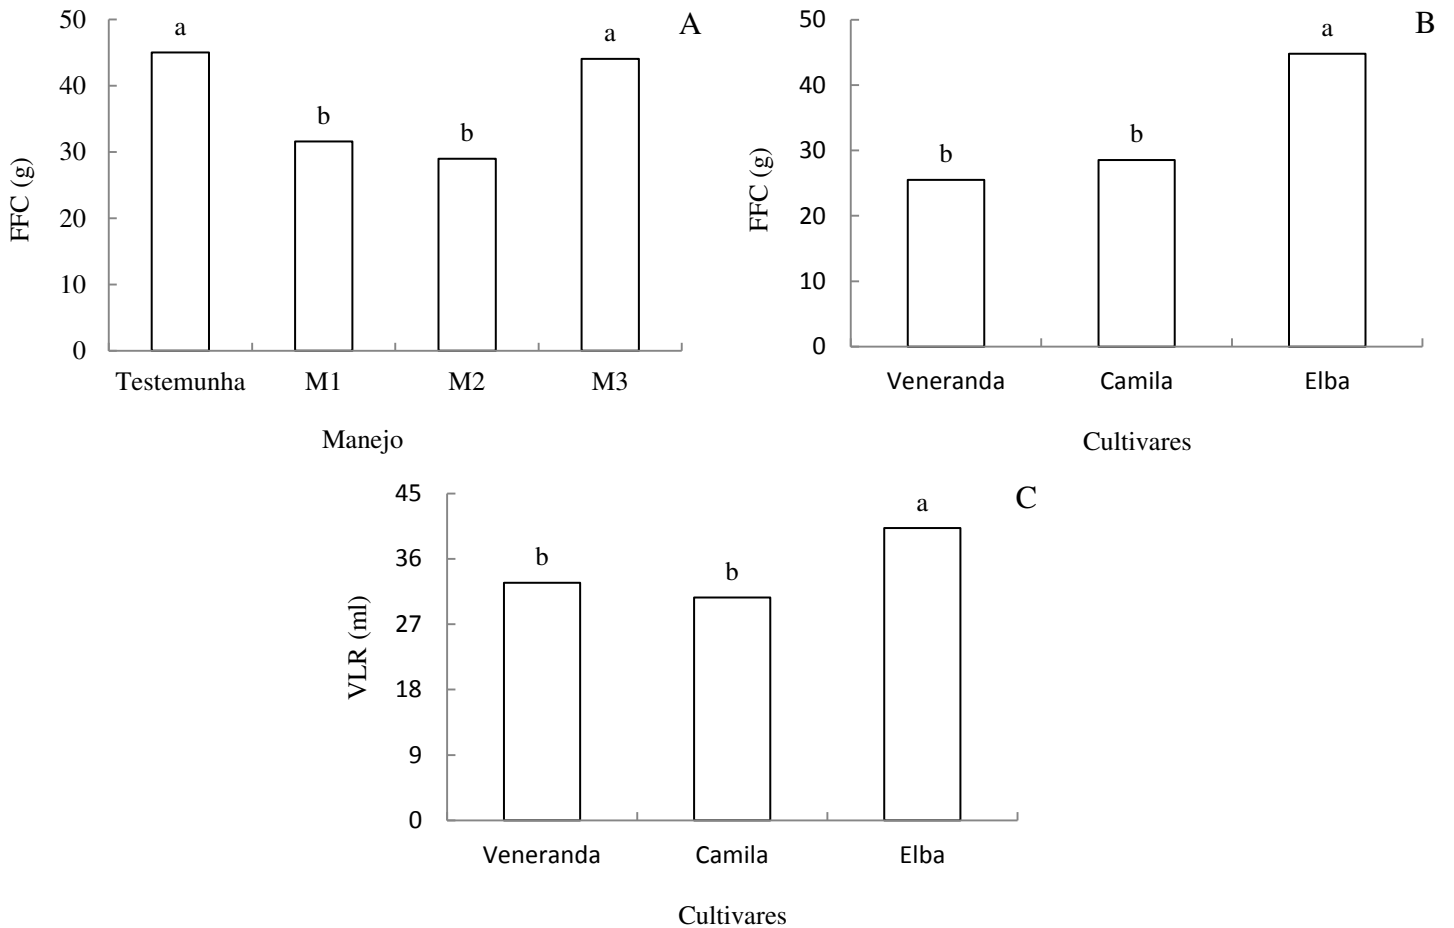 A
FFC (g)
50
40
30
20
10
0
a
b
b
a
Testemunha M1 M2 M3
Manejo
B
FFC (g)
50
40
30
20
10
0
b
b
a
Veneranda Camila Elba
Cultivares
C
VLR (ml)
45
36
27
18
9
0
b
b
a
Veneranda Camila Elba
Cultivares